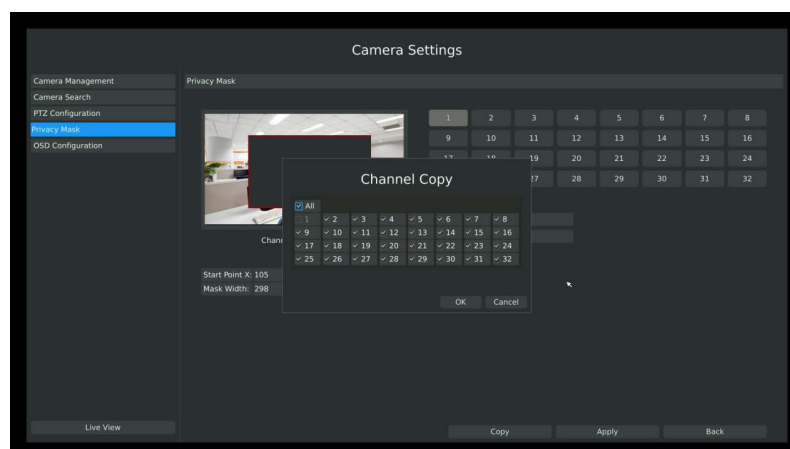 Camera Settings
Camera Management
Camera Search
PTZ Configuration
Privacy Mask
OSD Configuration
Live View
Privacy Mask
1 2 3 4 5 6 7 8
9 10 11 12 13 14 15 16
19 20 21 22 23 24
27 28 29 30 31 32
Start Point X: 105
Mask Width: 298
Channel Copy
All
1 2 3 4 5 6 7 8
9 10 11 12 13 14 15 16
17 18 19 20 21 22 23 24
25 26 27 28 29 30 31 32
OK Cancel
Copy Apply Back